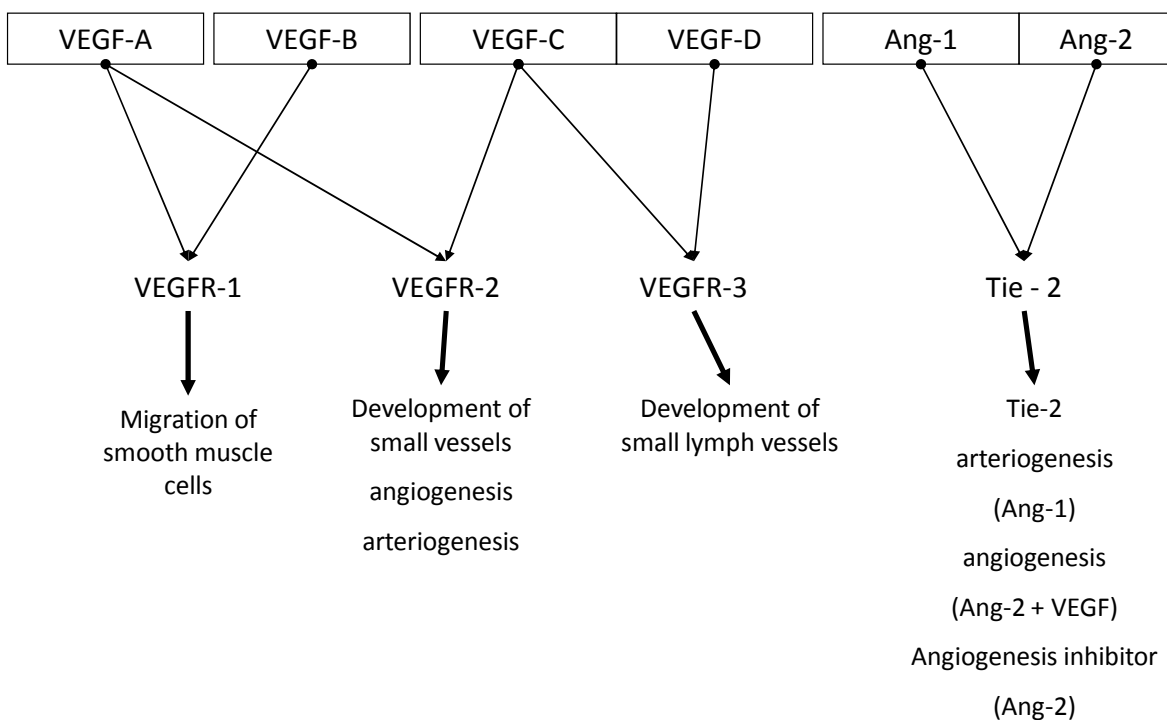 VEGF-A
VEGF-B
VEGF-C
VEGF-D
Ang-1
Ang-2
VEGFR-1
VEGFR-2
VEGFR-3
Tie - 2
Migration of
smooth muscle
cells
Development of
small vessels
angiogenesis
arteriogenesis
Development of
small lymph vessels
Tie-2
arteriogenesis
(Ang-1)
angiogenesis
(Ang-2 + VEGF)
Angiogenesis inhibitor
(Ang-2)